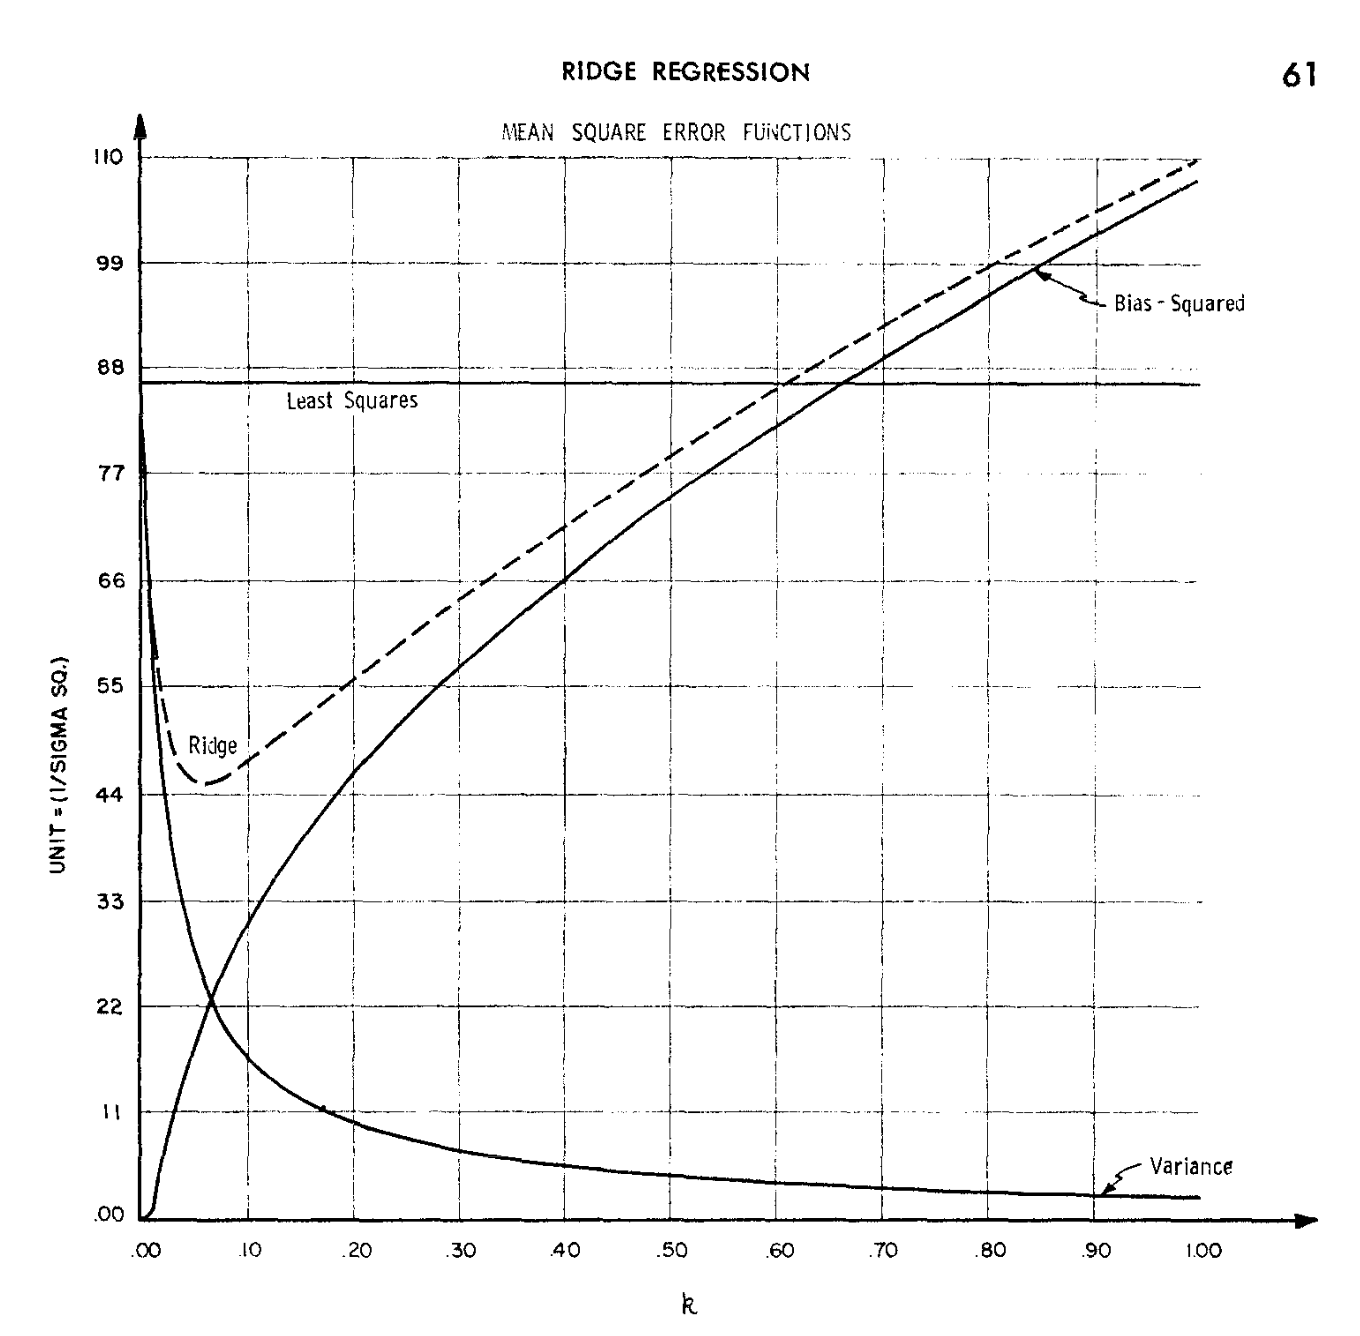 RIDGE REGRESSION
61
MEAN SQUARE ERROR FUNCTIONS
110
99
Bias-Squared
88
Least Squares
77
66
55
UNIT = (1/SIGMA SQ.)
Ridge
44
33
22
11
Variance
.00
.00 .10 .20 .30 .40 .50 .60 .70 .80 .90 1.00
k